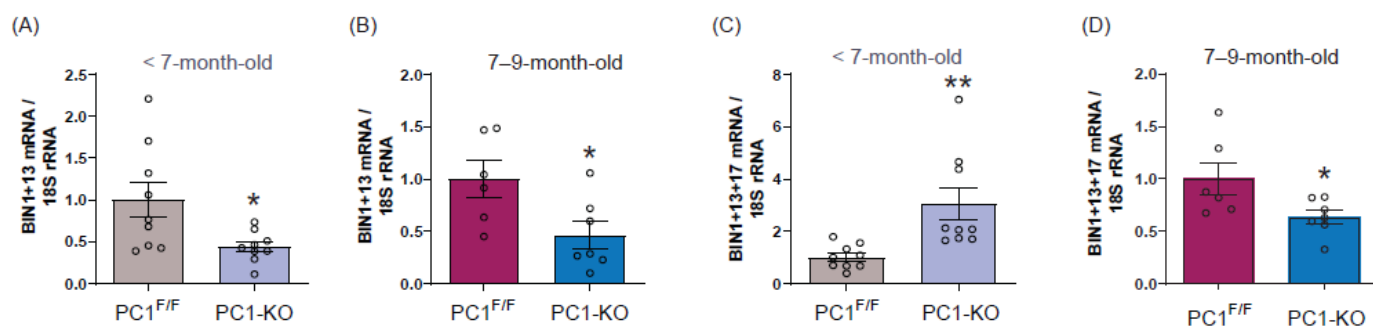 (A)
< 7-month-old
BIN1+13 mRNA /
18S rRNA
2.5
2.0
1.5
1.0
0.5
0.0
*
PC1F/F
PC1-KO
(B)
7–9-month-old
BIN1+13 mRNA /
18S rRNA
2.0
1.5
1.0
0.5
0.0
*
PC1F/F
PC1-KO
(C)
< 7-month-old
BIN1+13+17 mRNA /
18S rRNA
8
6
4
2
0
**
PC1F/F
PC1-KO
(D)
7–9-month-old
BIN1+13+17 mRNA /
18S rRNA
2.0
1.5
1.0
0.5
0.0
*
PC1F/F
PC1-KO